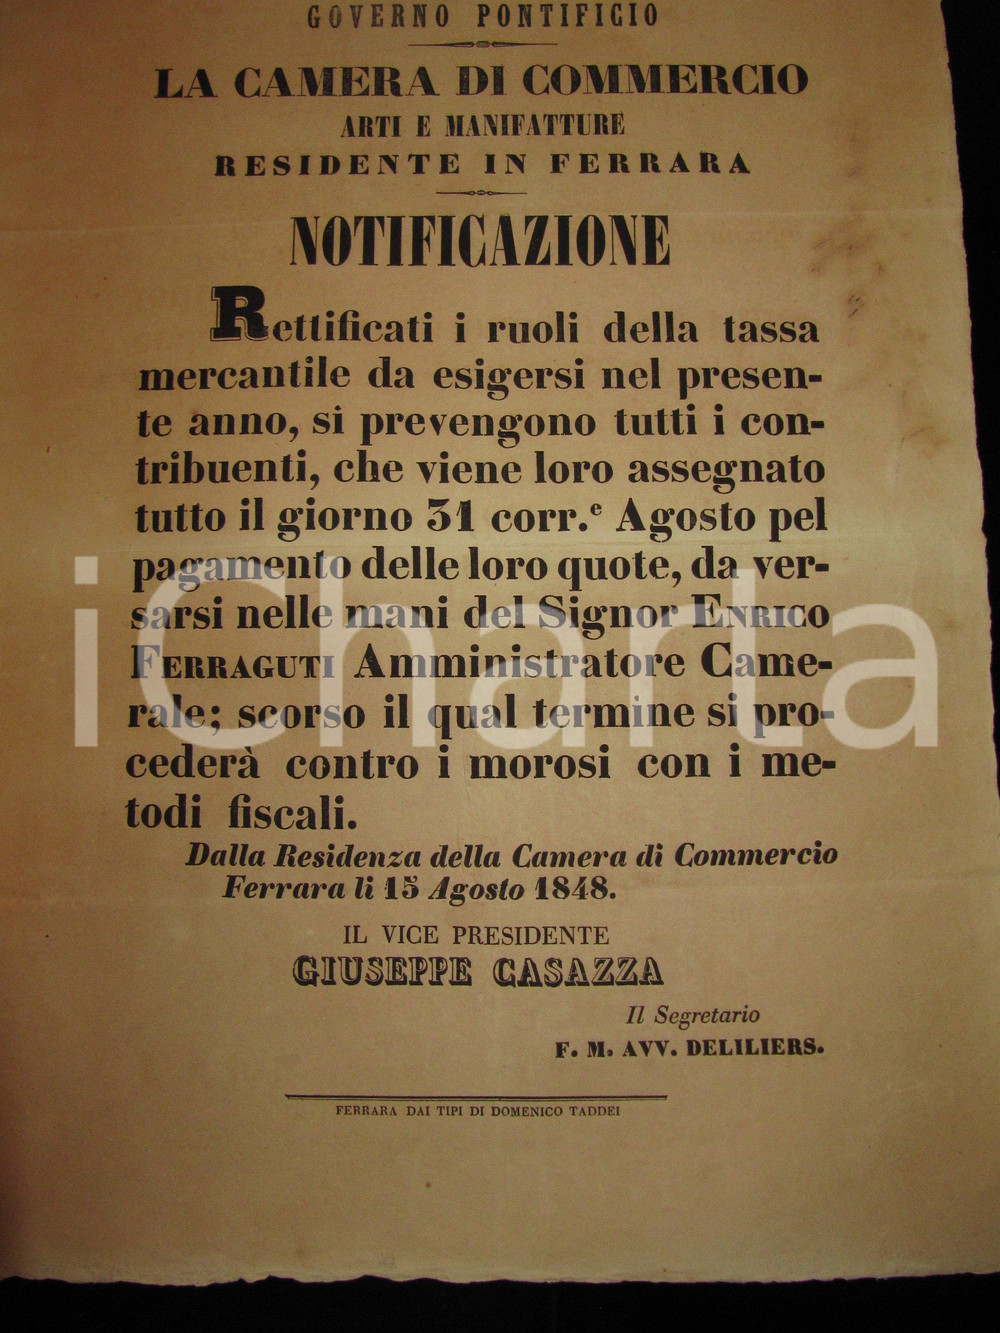 GOVERNO PONTIFICIO
LA CAMERA DI COMMERCIO
ARTI E MANIFATTURE
RESIDENTE IN FERRARA
NOTIFICAZIONE
Rettificati i ruoli della tassa
mercantile da esigersi nel presen-
te anno, si prevengono tutti i con-
tribuenti, che viene loro assegnato
tutto il giorno 31 corr.e Agosto pel
pagamento delle loro quote, da ver-
sarsi nelle mani del Signor ENRICO
FERRAGUTI Amministratore Came-
rale; scorso il qual termine si pro-
cederà contro i morosi con i me-
todi fiscali.
Dalla Residenza della Camera di Commercio
Ferrara li 15 Agosto 1848.
IL VICE PRESIDENTE
GIUSEPPE CASAZZA
Il Segretario
F. M. AVV. DELILIERS.
FERRARA DAI TIPI DI DOMENICO TADDEI
iCharta